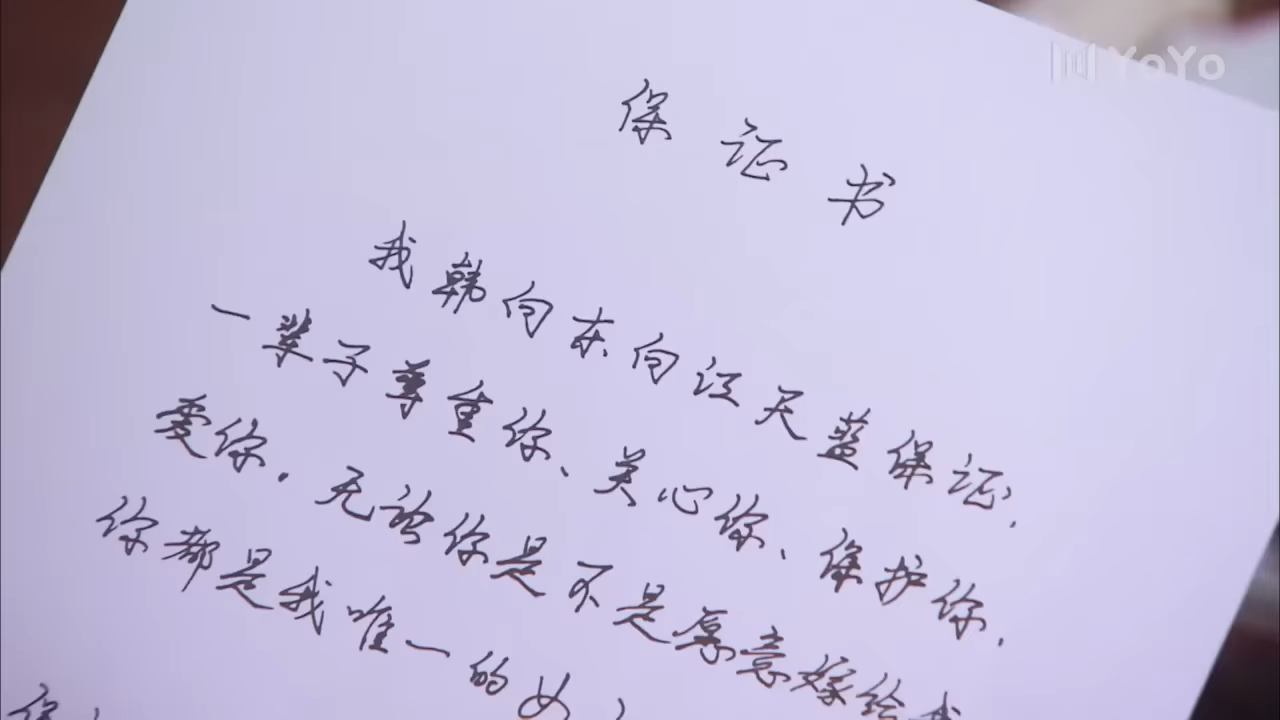 YoYo
保证书
我韩向东向江天蓝保证,
一辈子尊重你、关心你、保护你,
爱你.无论你是不是愿意嫁给我
你都是我唯一的女
保